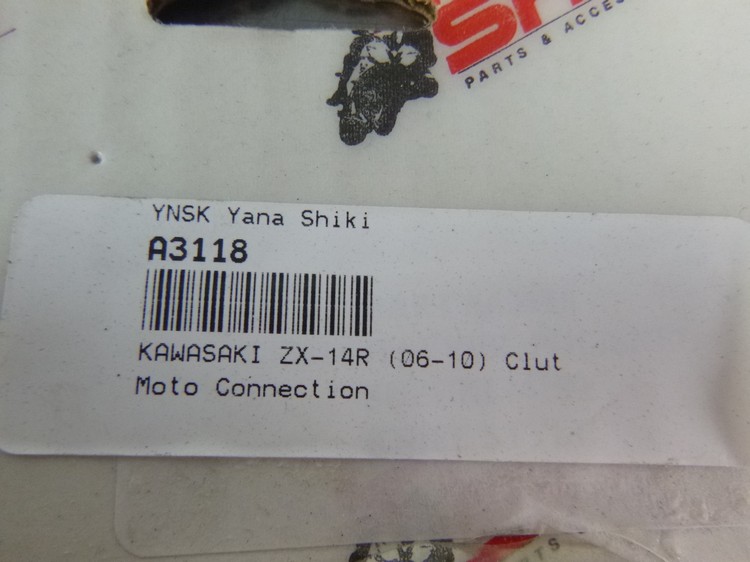 PARTS & ACCES
YNSK Yana Shiki
A3118
KAWASAKI ZX-14R (06-10) Clut
Moto Connection